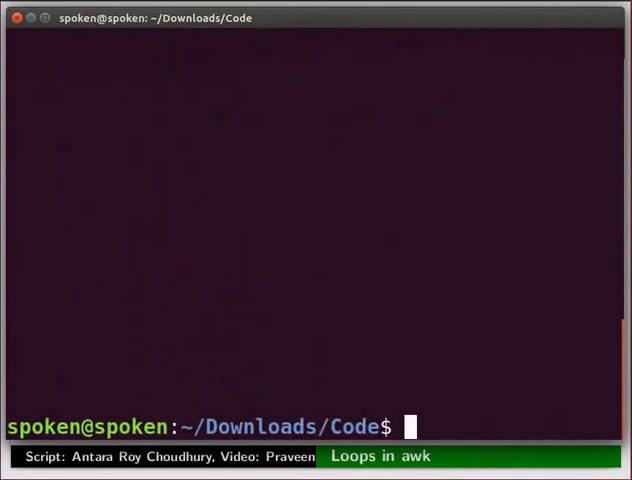 spoken@spoken: ~/Downloads/Code
spoken@spoken:~/Downloads/Code$
Script: Antara Roy Choudhury, Video: Praveen
Loops in awk